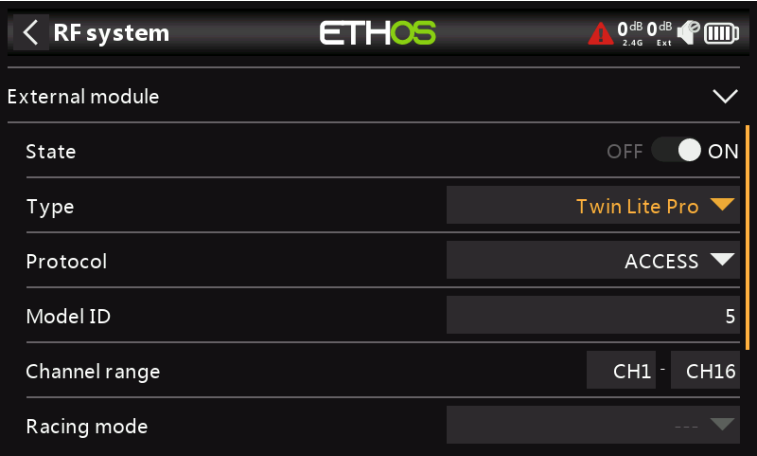 RF system
ETHOS
0dB 0dB
2.4G Ext
External module
State OFF ON
Type Twin Lite Pro
Protocol ACCESS
Model ID 5
Channel range CH1 - CH16
Racing mode ---